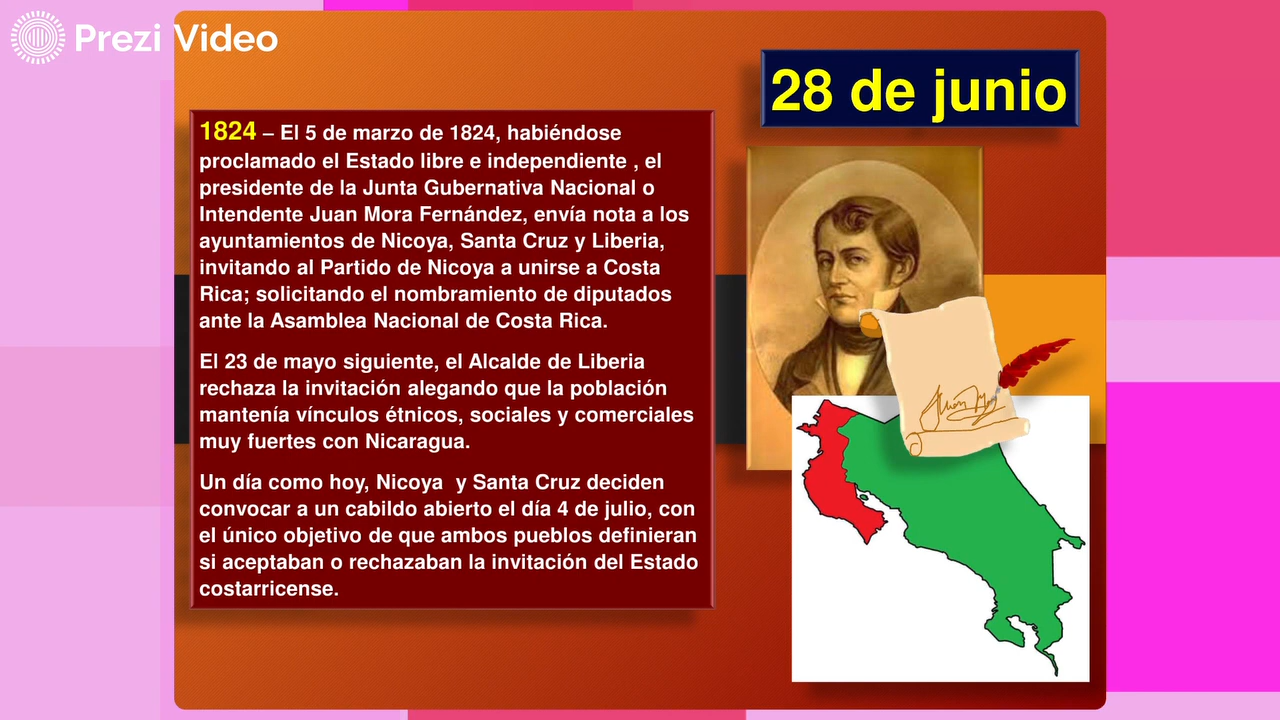 Prezi Video
28 de junio
1824 – El 5 de marzo de 1824, habiéndose
proclamado el Estado libre e independiente , el
presidente de la Junta Gubernativa Nacional o
Intendente Juan Mora Fernández, envía nota a los
ayuntamientos de Nicoya, Santa Cruz y Liberia,
invitando al Partido de Nicoya a unirse a Costa
Rica; solicitando el nombramiento de diputados
ante la Asamblea Nacional de Costa Rica.
El 23 de mayo siguiente, el Alcalde de Liberia
rechaza la invitación alegando que la población
mantenía vínculos étnicos, sociales y comerciales
muy fuertes con Nicaragua.
Un día como hoy, Nicoya  y Santa Cruz deciden
convocar a un cabildo abierto el día 4 de julio, con
el único objetivo de que ambos pueblos definieran
si aceptaban o rechazaban la invitación del Estado
costarricense.